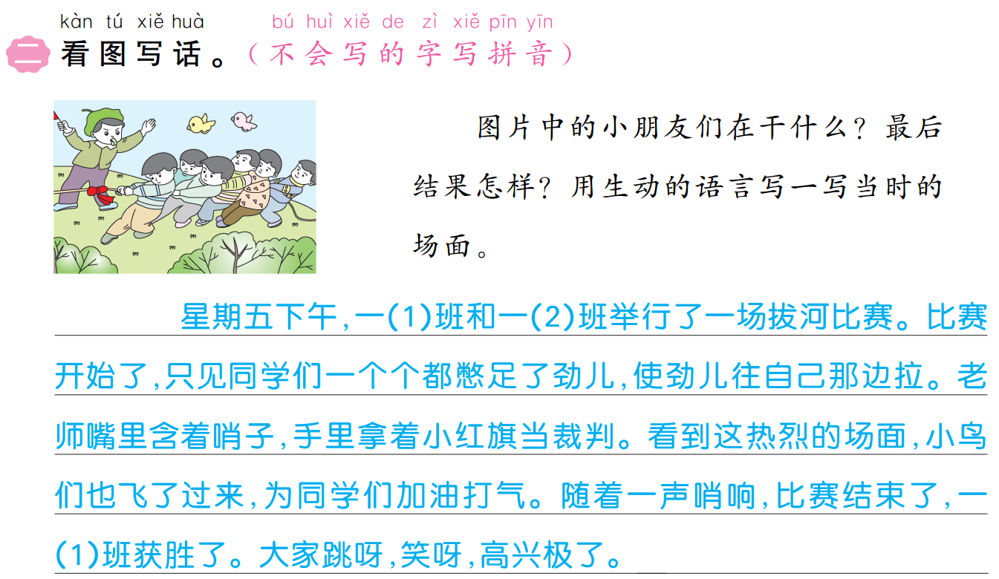 kàn tú xiě huà bú huì xiě de zì xiě pīn yīn
二 看图写话。(不会写的字写拼音)
图片中的小朋友们在干什么?最后
结果怎样?用生动的语言写一写当时的
场面。
星期五下午,一(1)班和一(2)班举行了一场拔河比赛。比赛
开始了,只见同学们一个个都憋足了劲儿,使劲儿往自己那边拉。老
师嘴里含着哨子,手里拿着小红旗当裁判。看到这热烈的场面,小鸟
们也飞了过来,为同学们加油打气。随着一声哨响,比赛结束了,一
(1)班获胜了。大家跳呀,笑呀,高兴极了。